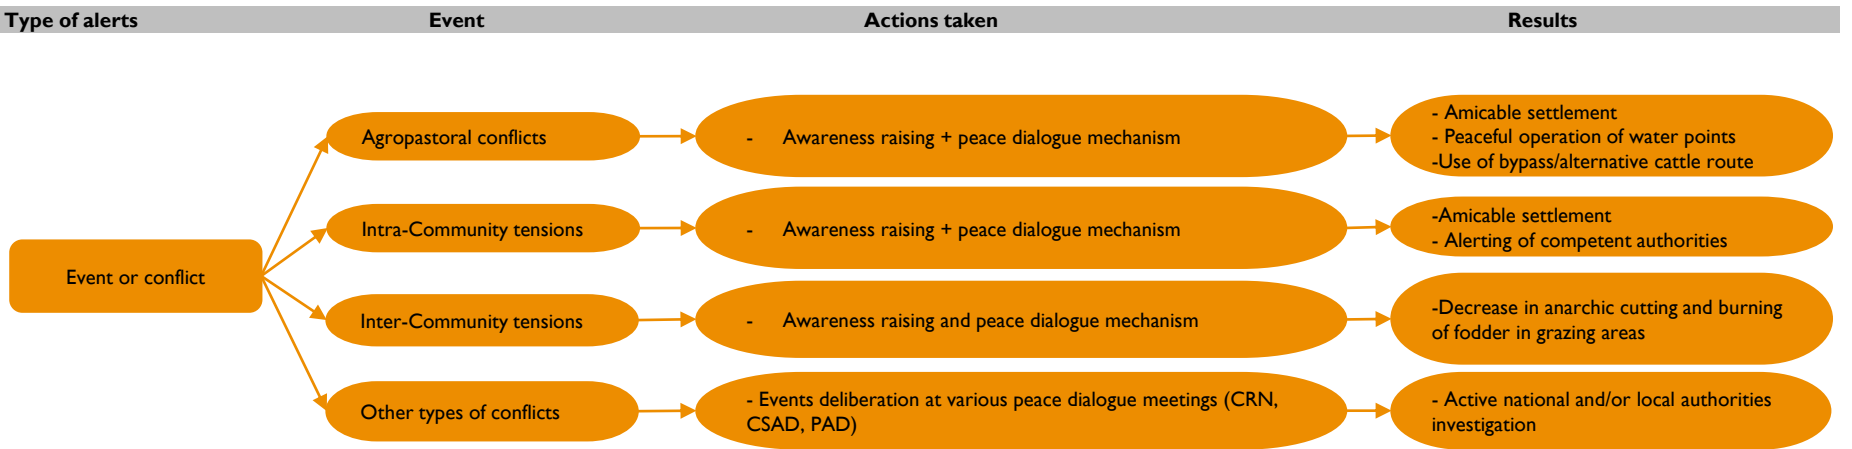 Type of alerts Event Actions taken Results
Agropastoral conflicts
- Awareness raising + peace dialogue mechanism
- Amicable settlement
- Peaceful operation of water points
-Use of bypass/alternative cattle route
Intra-Community tensions
- Awareness raising + peace dialogue mechanism
-Amicable settlement
- Alerting of competent authorities
Event or conflict
Inter-Community tensions
- Awareness raising and peace dialogue mechanism
-Decrease in anarchic cutting and burning
of fodder in grazing areas
Other types of conflicts
- Events deliberation at various peace dialogue meetings (CRN,
CSAD, PAD)
- Active national and/or local authorities
investigation